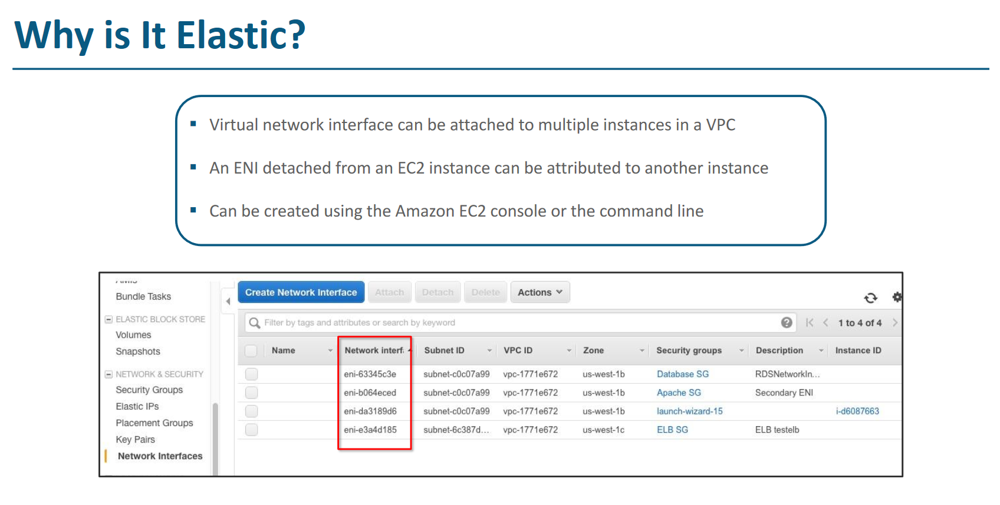 Why is It Elastic?
Virtual network interface can be attached to multiple instances in a VPC
An ENI detached from an EC2 instance can be attributed to another instance
Can be created using the Amazon EC2 console or the command line
Bundle Tasks
ELASTIC BLOCK STORE
Volumes
Snapshots
NETWORK & SECURITY
Security Groups
Elastic IPs
Placement Groups
Key Pairs
Network Interfaces
Create Network Interface Attach Detach Delete Actions
Filter by tags and attributes or search by keyword 1 to 4 of 4
Name Network interf Subnet ID VPC ID Zone Security groups Description Instance ID
eni-63345c3e subnet-c0c07a99 vpc-1771e672 us-west-1b Database SG RDSNetworkIn...
eni-b064eced subnet-c0c07a99 vpc-1771e672 us-west-1b Apache SG Secondary ENI
eni-da3189d6 subnet-c0c07a99 vpc-1771e672 us-west-1b launch-wizard-15 i-d6087663
eni-e3a4d185 subnet-6c387d... vpc-1771e672 us-west-1c ELB SG ELB testelb